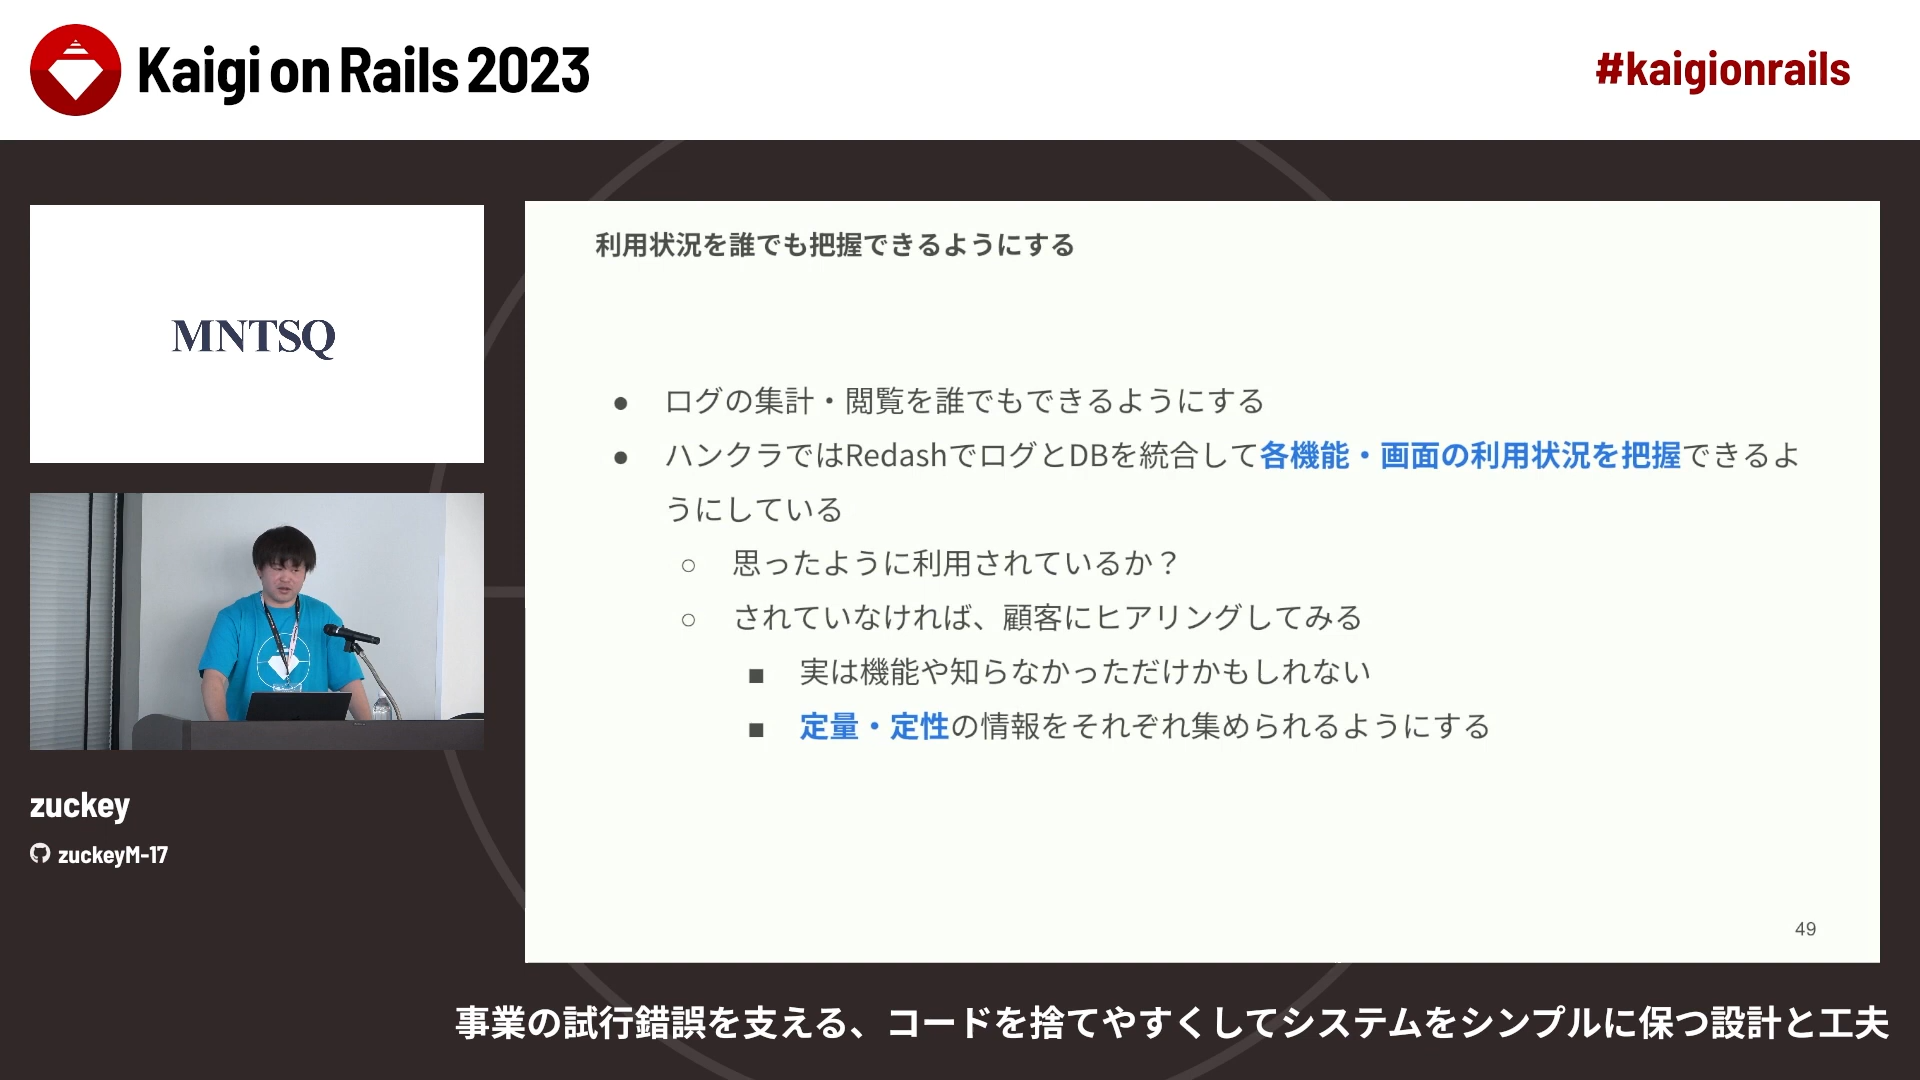 Kaigi on Rails 2023
#kaigionrails
MNTSQ
zuckey
zuckeyM-17
利用状況を誰でも把握できるようにする
● ログの集計・閲覧を誰でもできるようにする
● ハンクラではRedashでログとDBを統合して各機能・画面の利用状況を把握できるよ
うにしている
○ 思ったように利用されているか？
○ されていなければ、顧客にヒアリングしてみる
■ 実は機能や知らなかっただけかもしれない
■ 定量・定性の情報をそれぞれ集められるようにする
49
事業の試行錯誤を支える、コードを捨てやすくしてシステムをシンプルに保つ設計と工夫